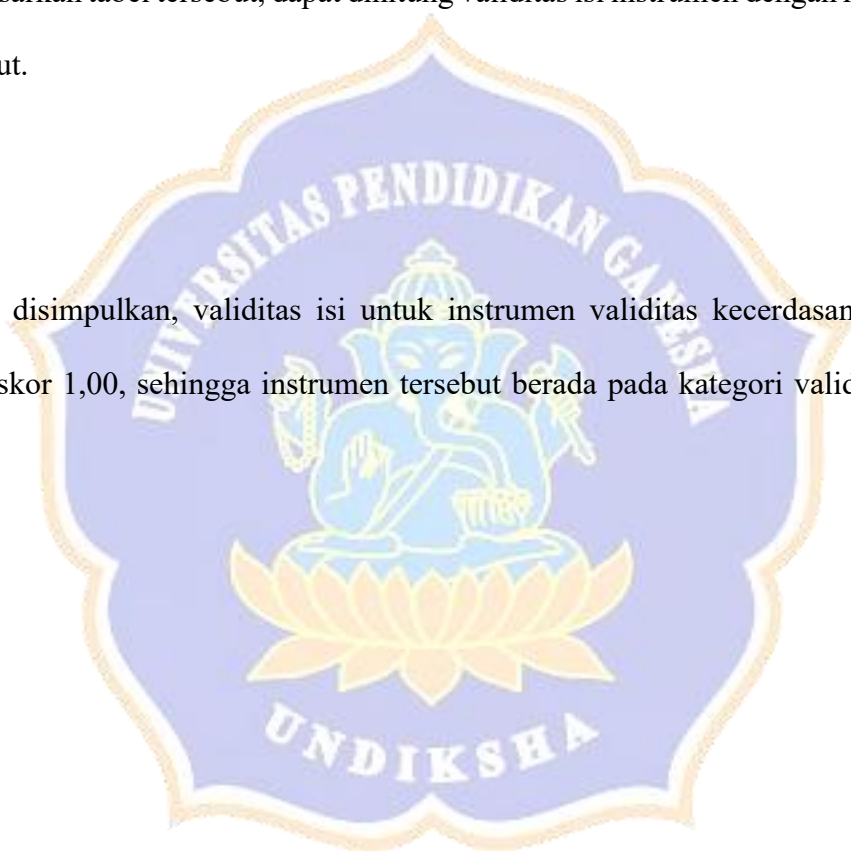 tabel tersebut, dapat dihitung validitas isi instrumen dengan
ut.
UNIVERSITAS PENDIDIKAN GANESHA
disimpulkan, validitas isi untuk instrumen validitas kecerdasan
skor 1,00, sehingga instrumen tersebut berada pada kategori valid
UNDIKSHA